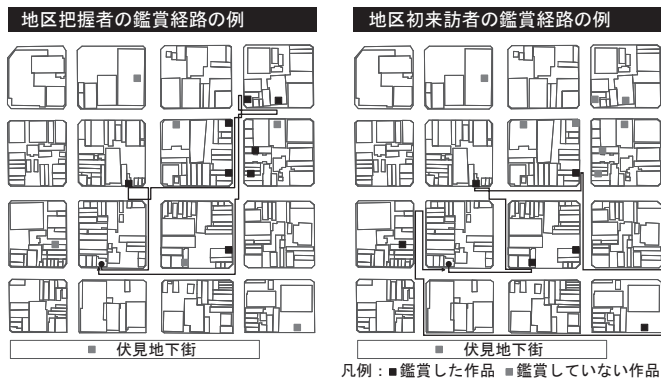 地区把握者の鑑賞経路の例
地区初来訪者の鑑賞経路の例
伏見地下街
伏見地下街
凡例：■鑑賞した作品 ■鑑賞していない作品